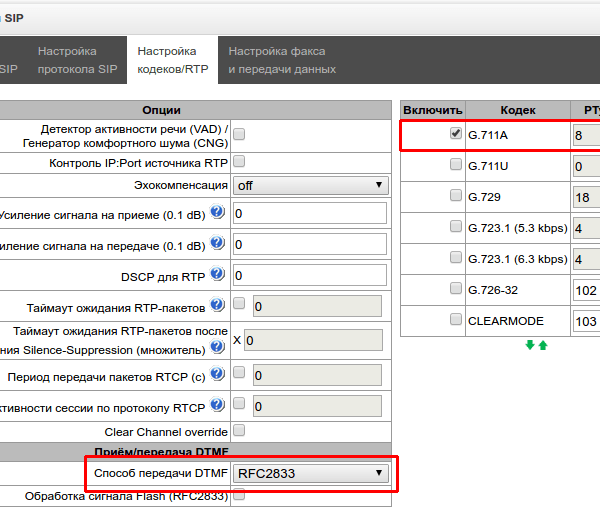 SIP
Настройка
Настройка
Настройка факса
SIP
протокола SIP
кодеков/RTP
и передачи данных
Опции
Детектор активности речи (VAD) /
Генератор комфортного шума (CNG)
Контроль IP:Port источника RTP
Эхокомпенсация off
Усиление сигнала на приеме (0.1 dB) ? 0
иление сигнала на передаче (0.1 dB) ? 0
DSCP для RTP ? 0
Таймаут ожидания RTP-пакетов ? 0
Таймаут ожидания RTP-пакетов после
ния Silence-Suppression (множитель) ? X 0
Период передачи пакетов RTCP (с) ? 0
ктивности сессии по протоколу RTCP ? 0
Clear Channel override
Приём/передача DTMF
Способ передачи DTMF RFC2833
Обработка сигнала Flash (RFC2833)
Включить Кодек PTy
G.711A 8
G.711U 0
G.729 18
G.723.1 (5.3 kbps) 4
G.723.1 (6.3 kbps) 4
G.726-32 102
CLEARMODE 103